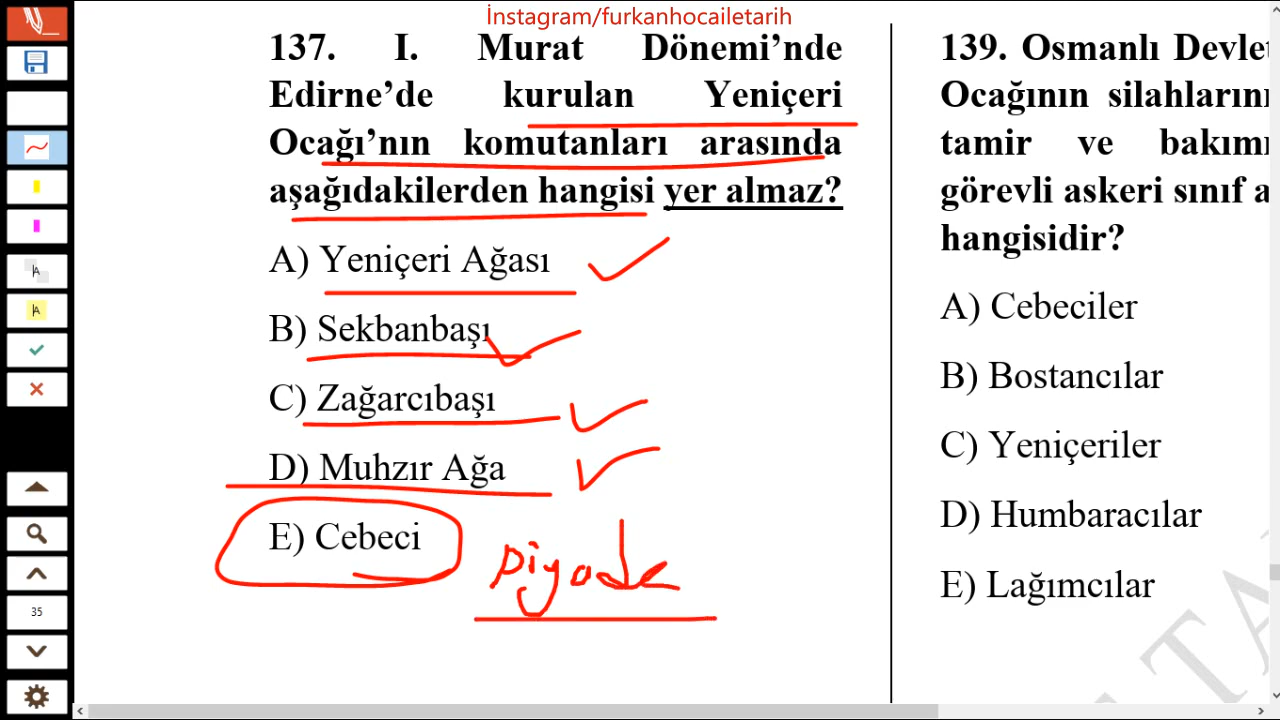 İnstagram/furkanhocailetarih
137. I. Murat Dönemi’nde
Edirne’de kurulan Yeniçeri
Ocağı’nın komutanları arasında
aşağıdakilerden hangisi yer almaz?
A) Yeniçeri Ağası
B) Sekbanbaşı
C) Zağarcıbaşı
D) Muhzır Ağa
E) Cebeci
piyade
139. Osmanlı Devlet
Ocağının silahlarını
tamir ve bakımı
görevli askeri sınıf a
hangisidir?
A) Cebeciler
B) Bostancılar
C) Yeniçeriler
D) Humbaracılar
E) Lağımcılar
35